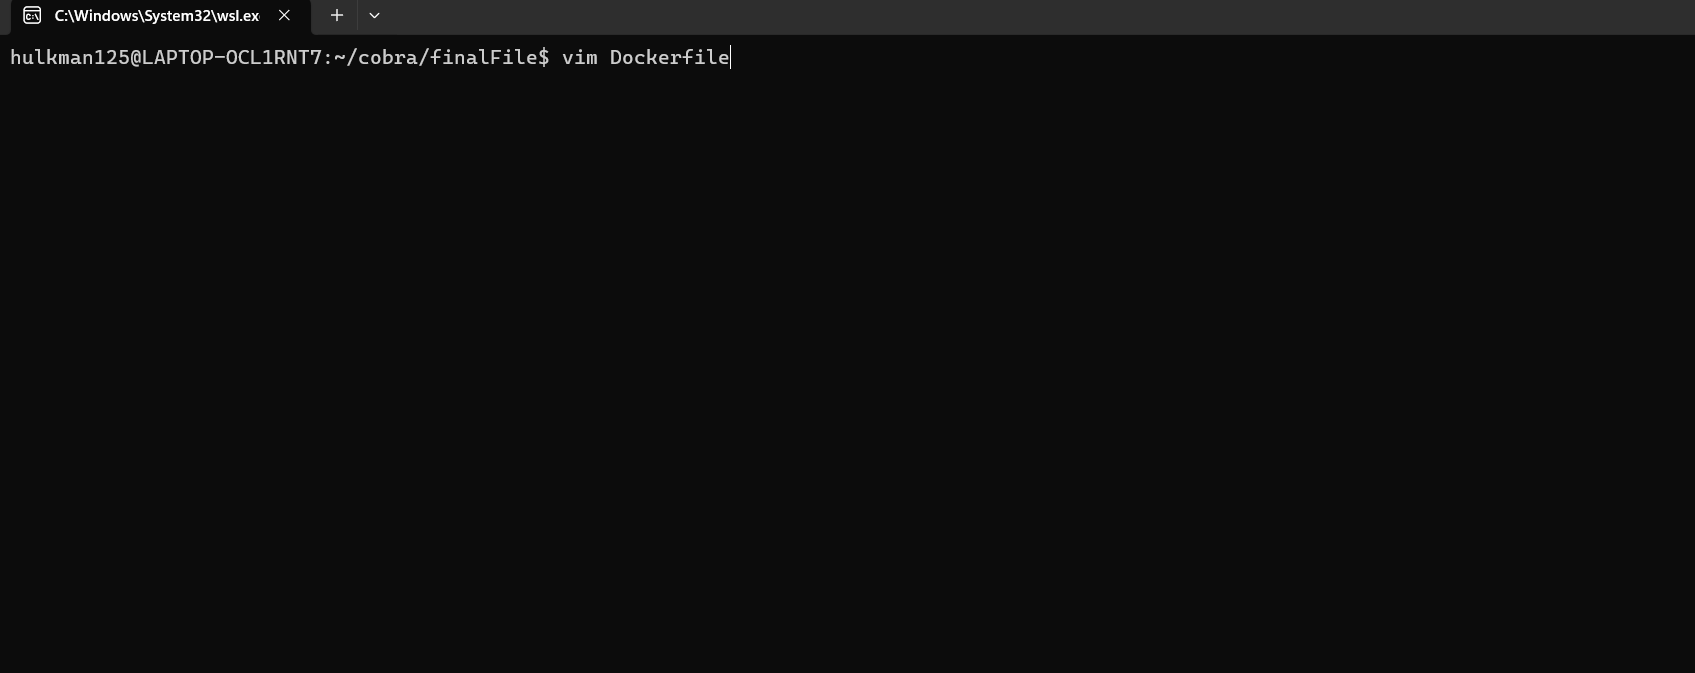 C:\Windows\System32\wsl.ex
hulkman125@LAPTOP-OCL1RNT7:~/cobra/finalFile$ vim Dockerfile